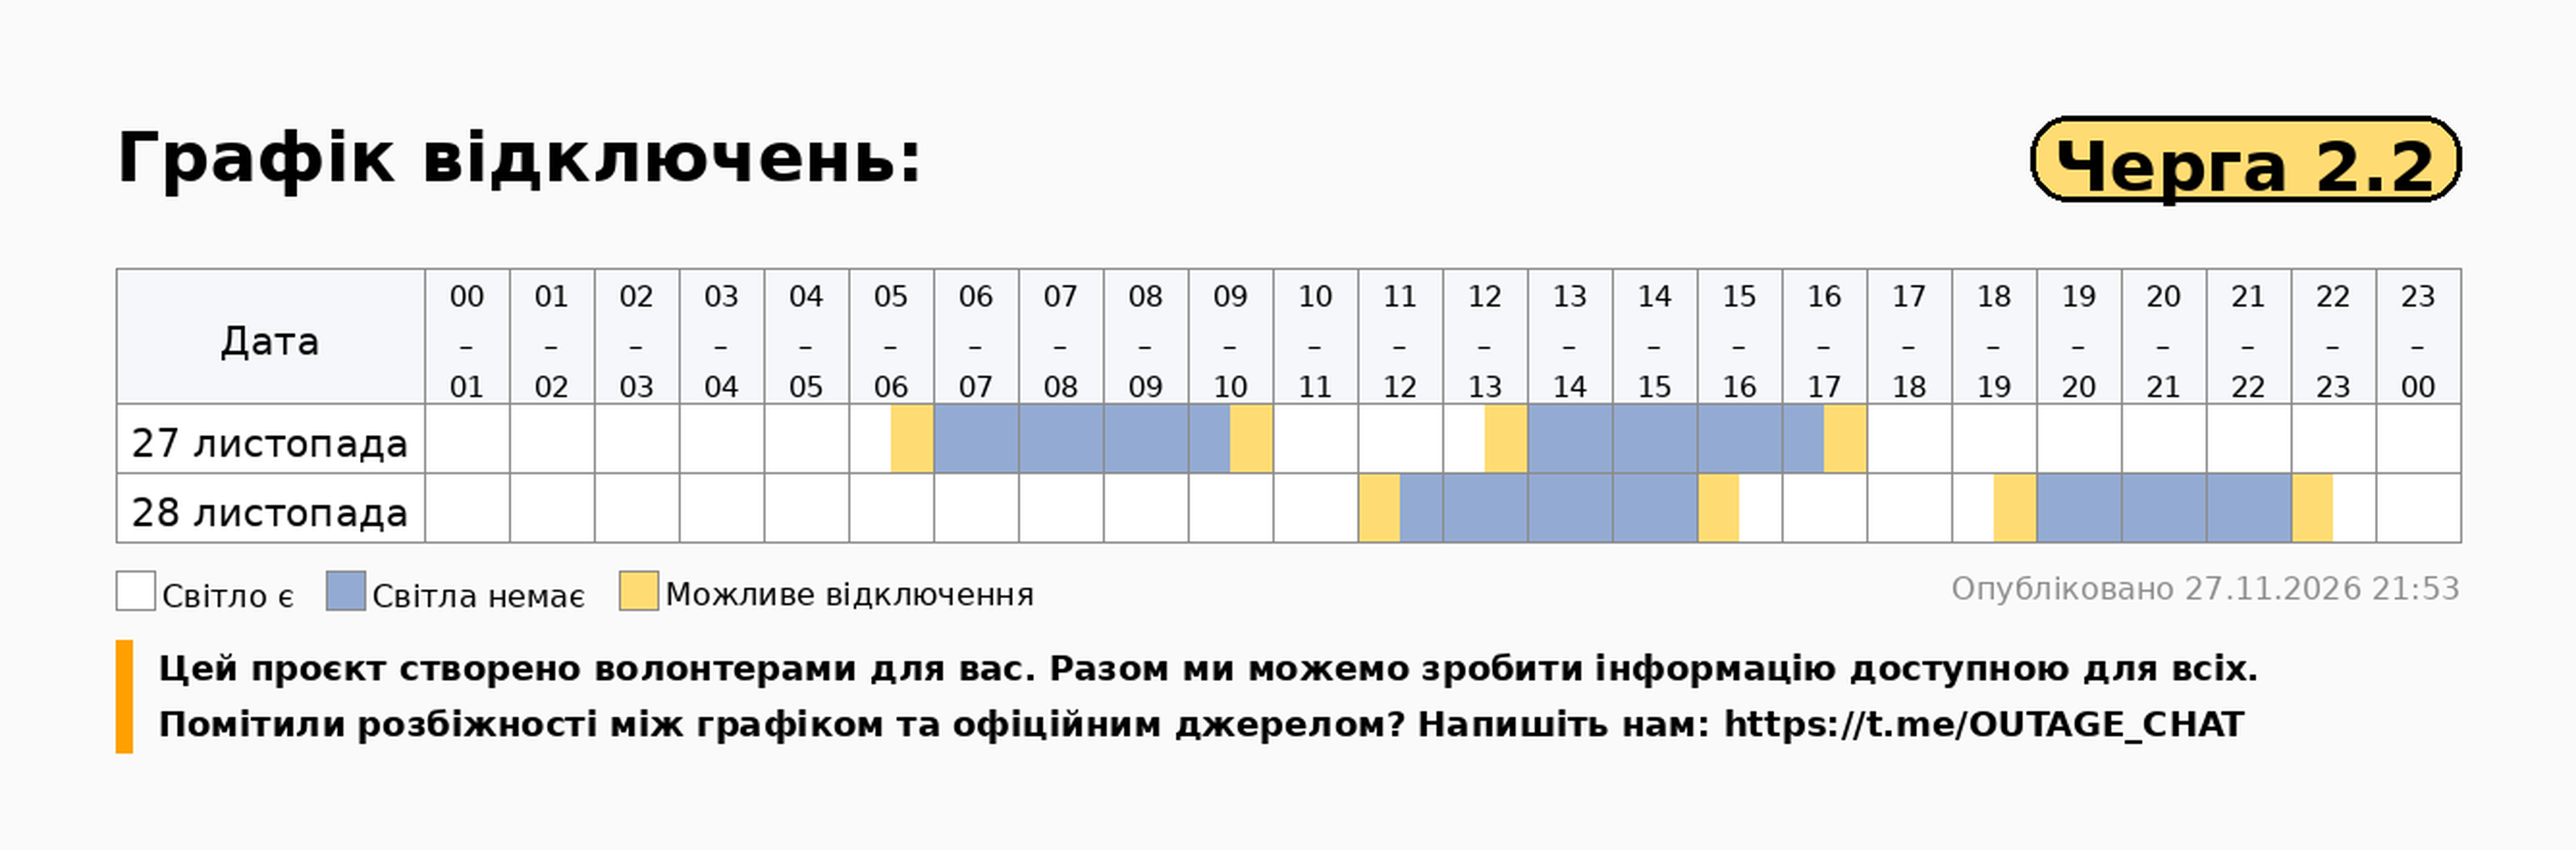 Графік відключень:
Черга 2.2
Дата 00 – 01 01 – 02 02 – 03 03 – 04 04 – 05 05 – 06 06 – 07 07 – 08 08 – 09 09 – 10 10 – 11 11 – 12 12 – 13 13 – 14 14 – 15 15 – 16 16 – 17 17 – 18 18 – 19 19 – 20 20 – 21 21 – 22 22 – 23 23 – 00
27 листопада
28 листопада
Світло є Світла немає Можливе відключення
Опубліковано 27.11.2026 21:53
Цей проєкт створено волонтерами для вас. Разом ми можемо зробити інформацію доступною для всіх.
Помітили розбіжності між графіком та офіційним джерелом? Напишіть нам: https://t.me/OUTAGE_CHAT